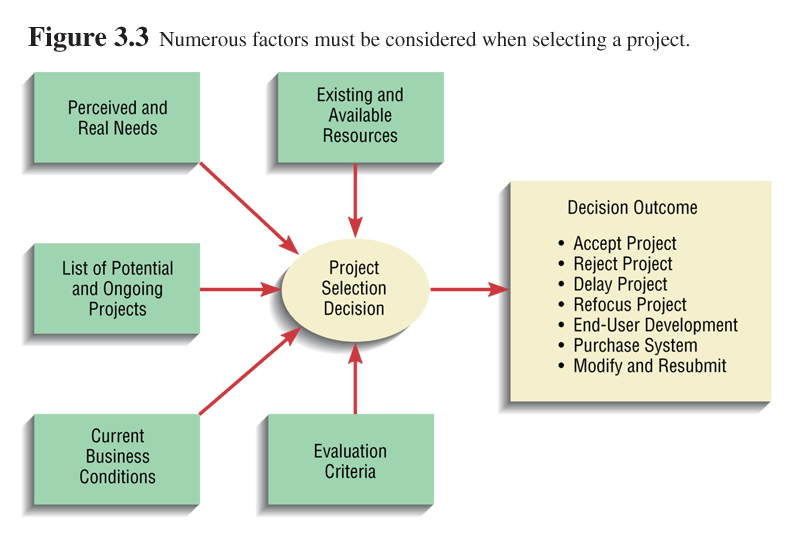 Figure 3.3 Numerous factors must be considered when selecting a project.
Perceived and
Real Needs
Existing and
Available
Resources
List of Potential
and Ongoing
Projects
Project
Selection
Decision
Current
Business
Conditions
Evaluation
Criteria
Decision Outcome
• Accept Project
• Reject Project
• Delay Project
• Refocus Project
• End-User Development
• Purchase System
• Modify and Resubmit